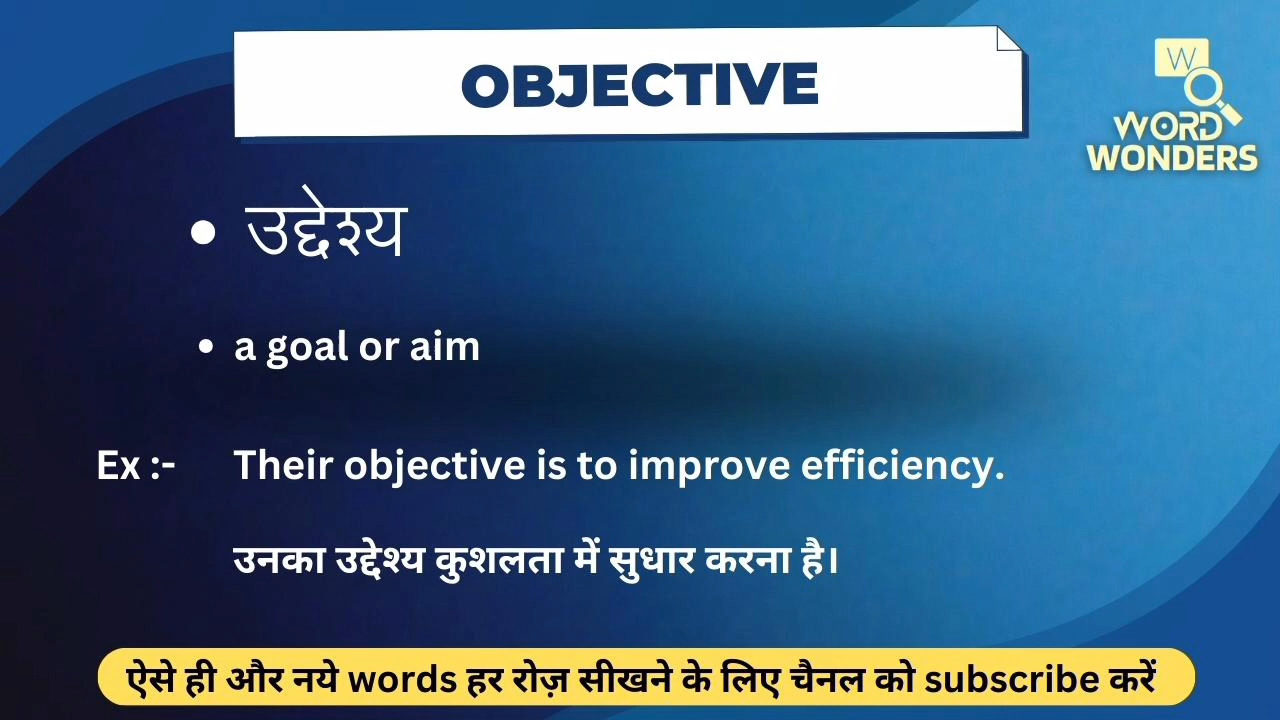 OBJECTIVE
W
WORD
WONDERS
• उद्देश्य
• a goal or aim
Ex :- Their objective is to improve efficiency.
उनका उद्देश्य कुशलता में सुधार करना है।
ऐसे ही और नये words हर रोज़ सीखने के लिए चैनल को subscribe करें